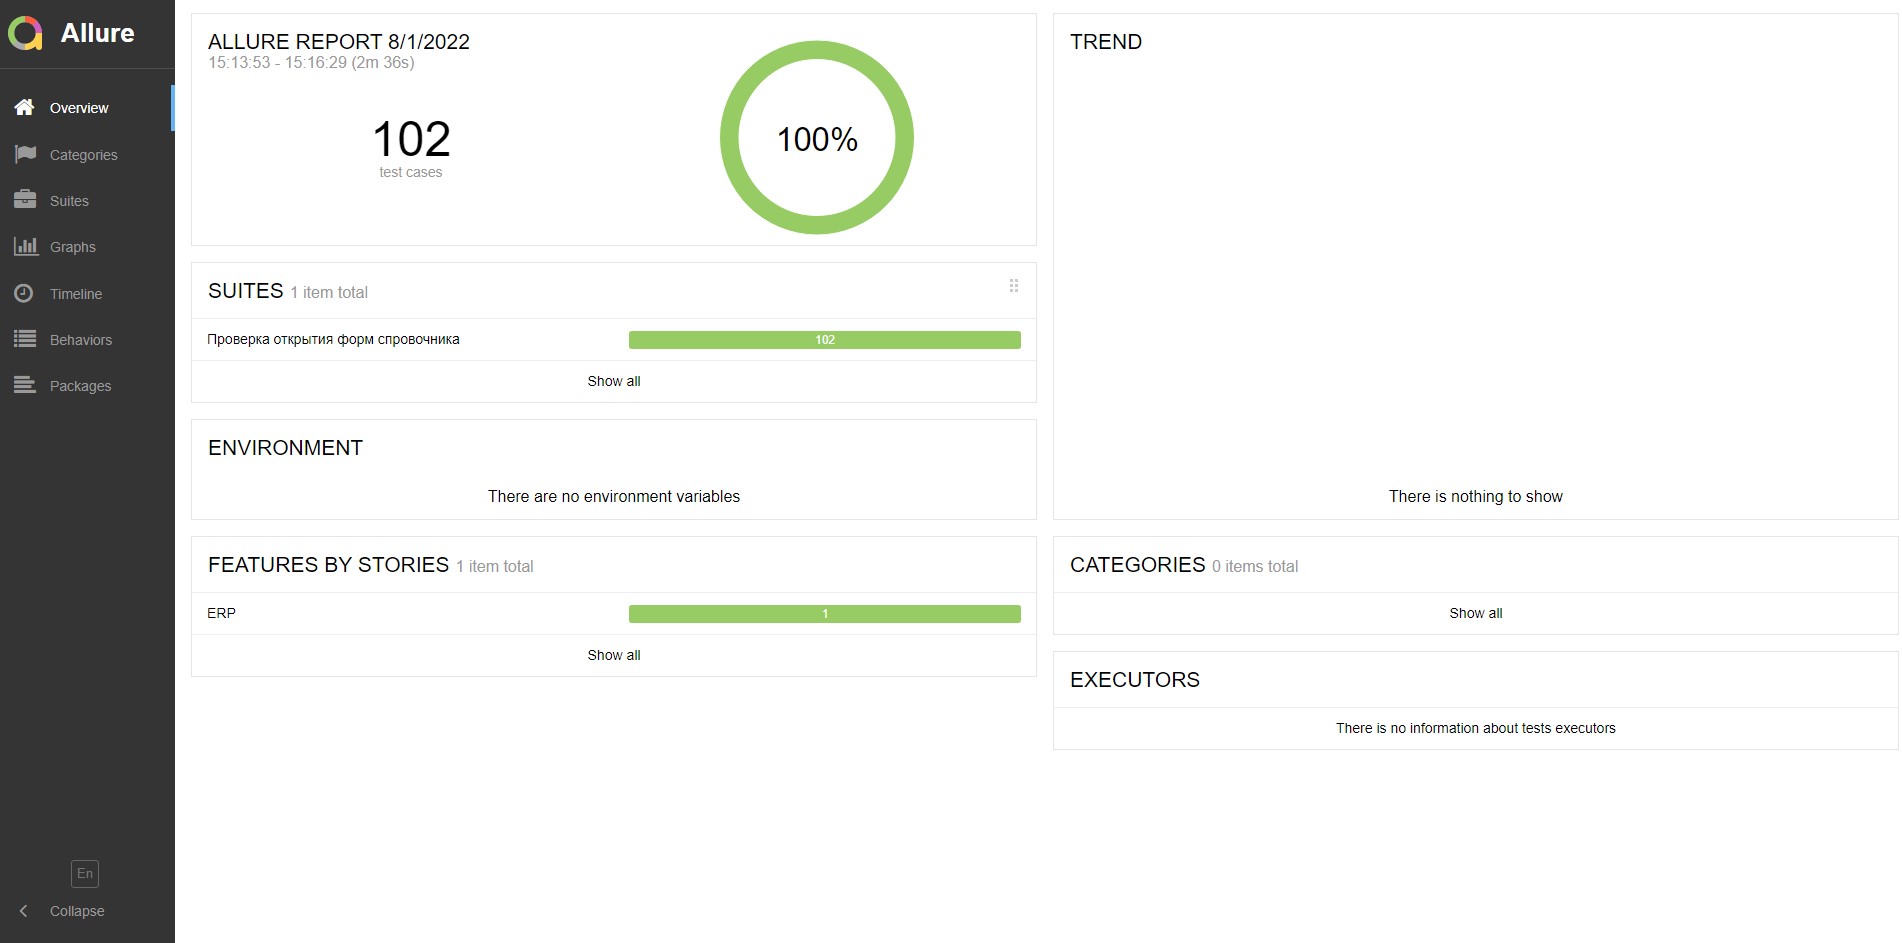 Allure
Overview
Categories
Suites
Graphs
Timeline
Behaviors
Packages
En
Collapse
ALLURE REPORT 8/1/2022
15:13:53 - 15:16:29 (2m 36s)
102
test cases
100%
SUITES 1 item total
Проверка открытия форм спровочника 102
Show all
ENVIRONMENT
There are no environment variables
FEATURES BY STORIES 1 item total
ERP 1
Show all
TREND
There is nothing to show
CATEGORIES 0 items total
Show all
EXECUTORS
There is no information about tests executors